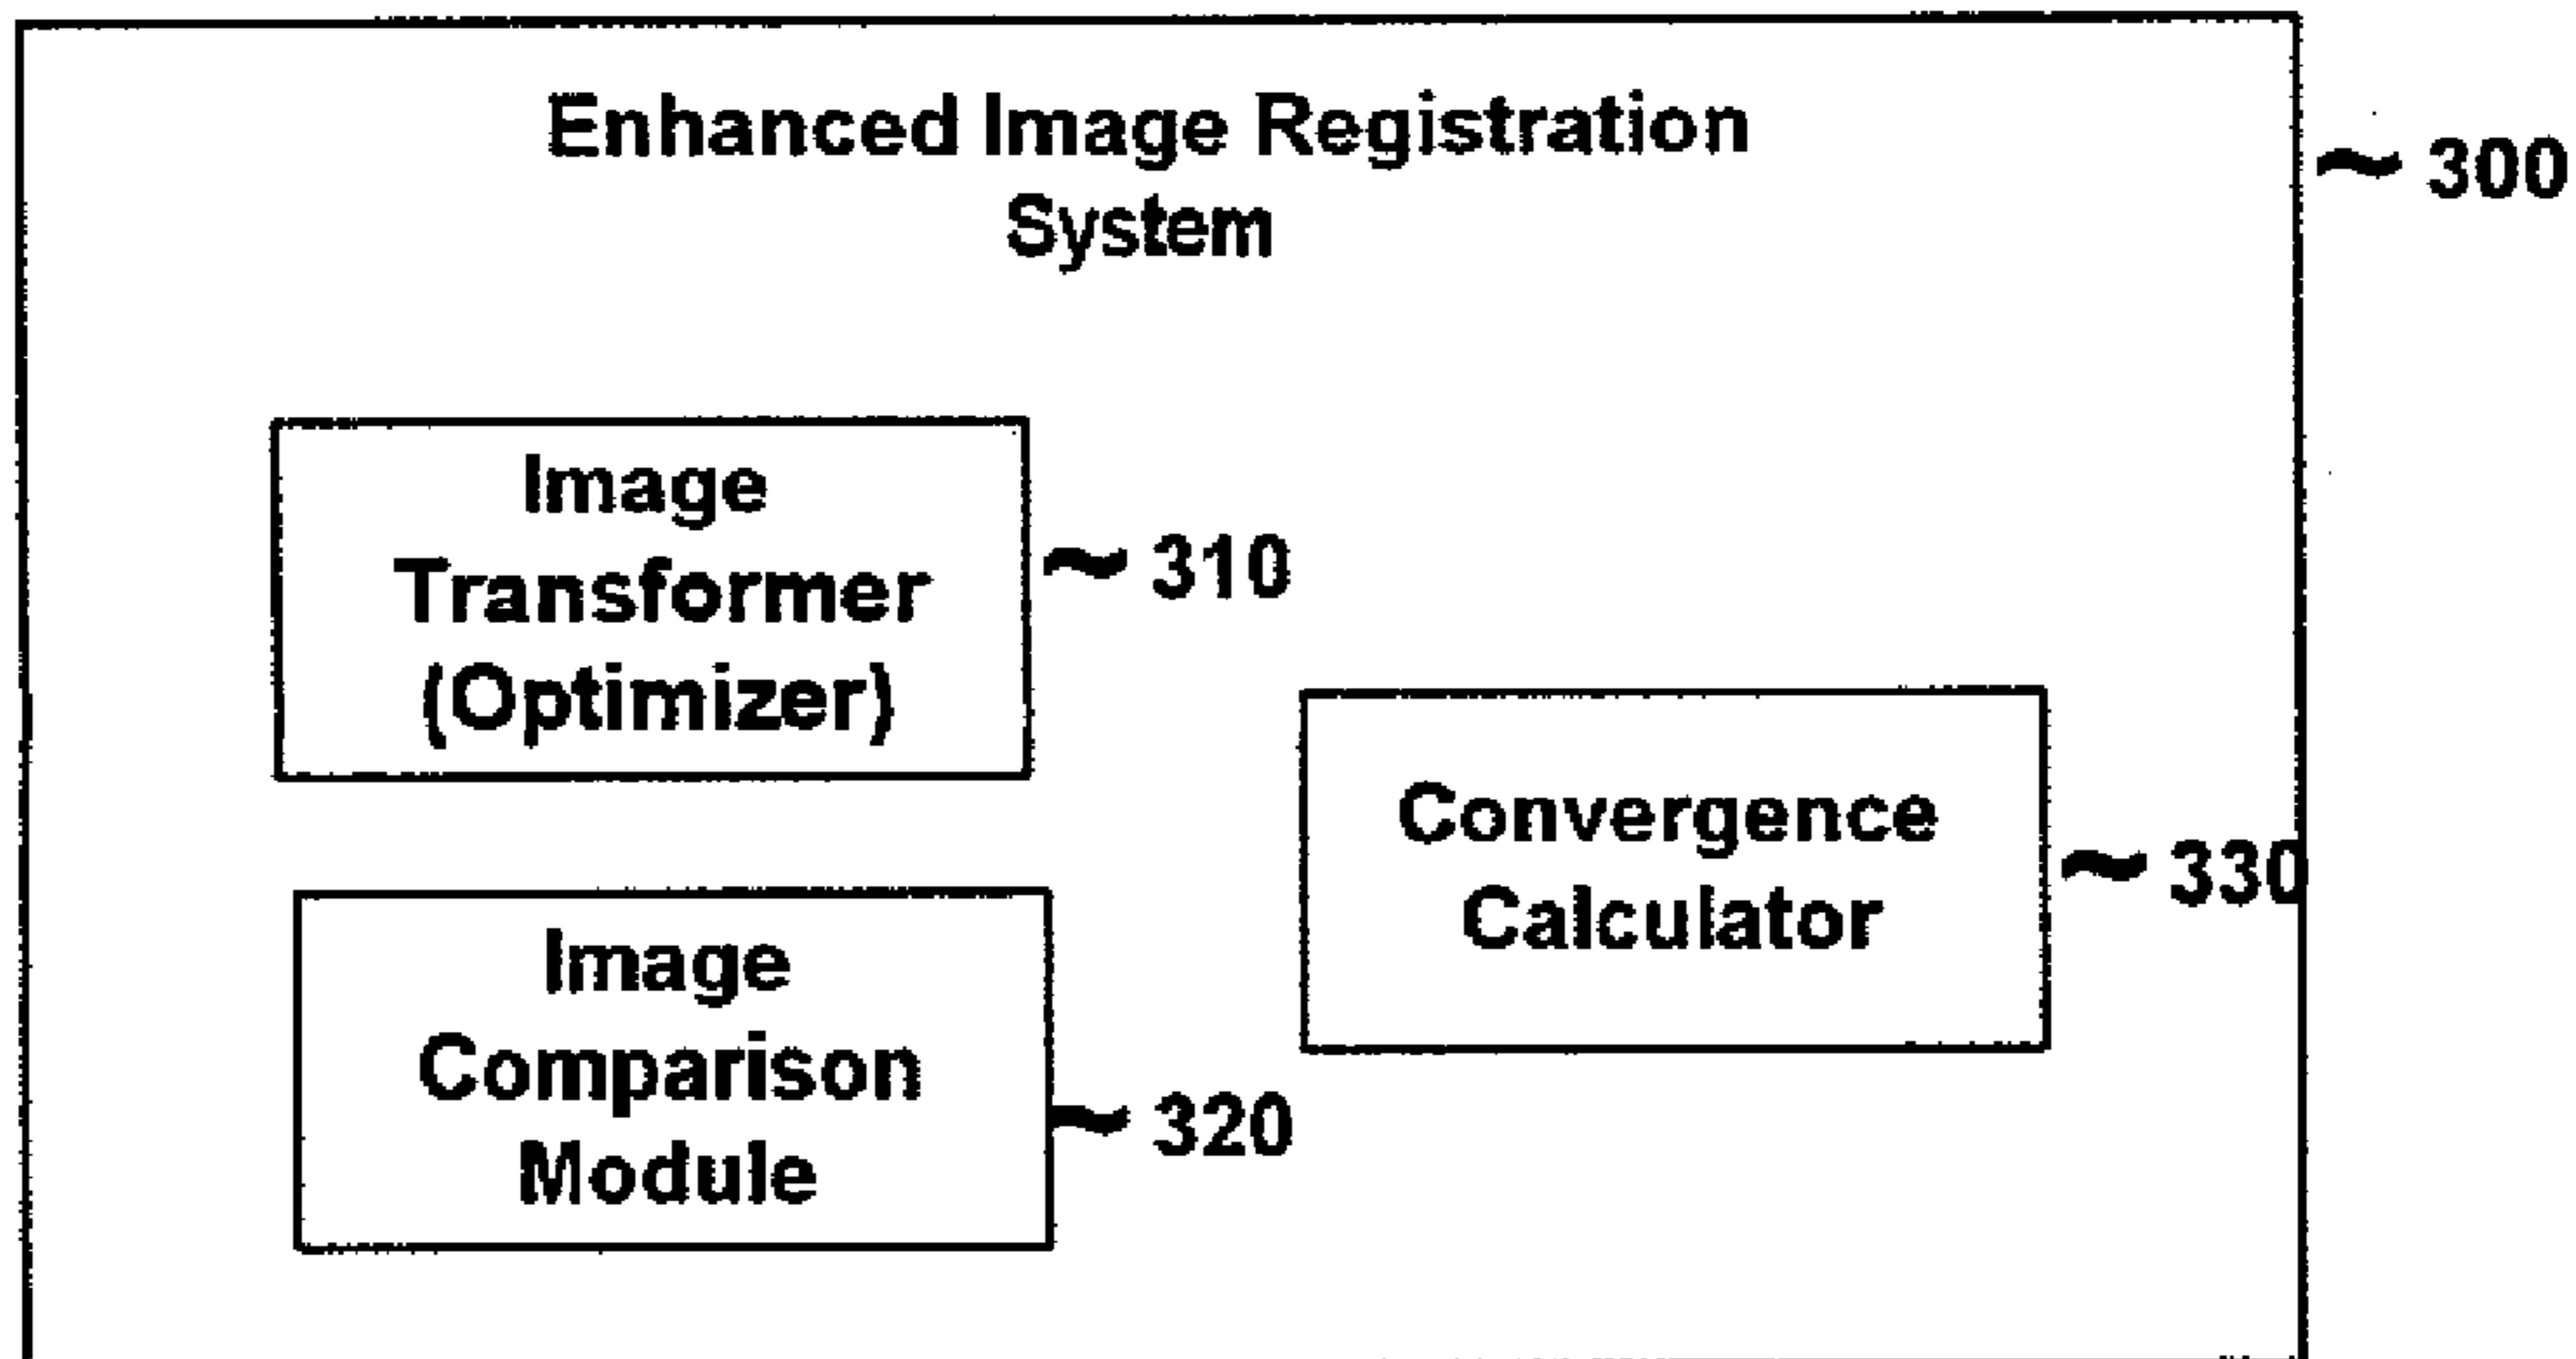 Enhanced Image Registration
System
~ 300
Image
Transformer
(Optimizer)
~ 310
Convergence
Calculator
~ 330
Image
Comparison
Module
~ 320